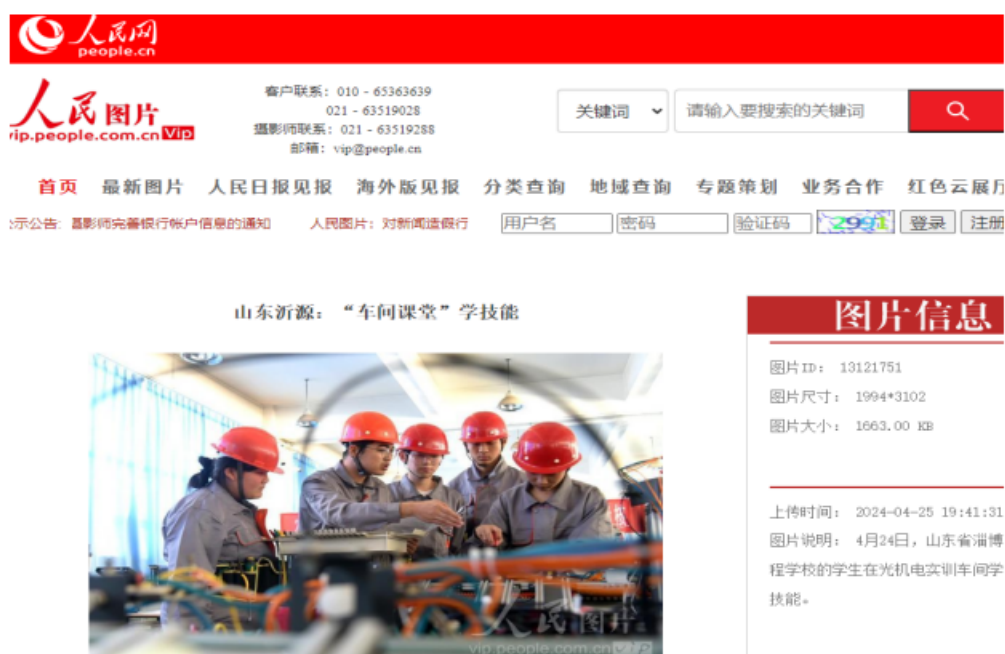 人民网
people.cn
人民图片
vip.people.com.cn Vip
客户联系：010 - 65363639
021 - 63519028
摄影师联系：021 - 63519288
邮箱：vip@people.cn
关键词
请输入要搜索的关键词
首页 最新图片 人民日报见报 海外版见报 分类查询 地域查询 专题策划 业务合作 红色云展厅
公示公告: 摄影师完善银行帐户信息的通知 人民图片：对新闻造假行 用户名 密码 验证码 2991 登录 注册
山东沂源：“车间课堂”学技能
图片信息
图片ID： 13121751
图片尺寸： 1994*3102
图片大小： 1663.00 KB
上传时间： 2024-04-25 19:41:31
图片说明： 4月24日，山东省淄博
程学校的学生在光机电实训车间学
技能。
人民图片
vip.people.com.cn VIP